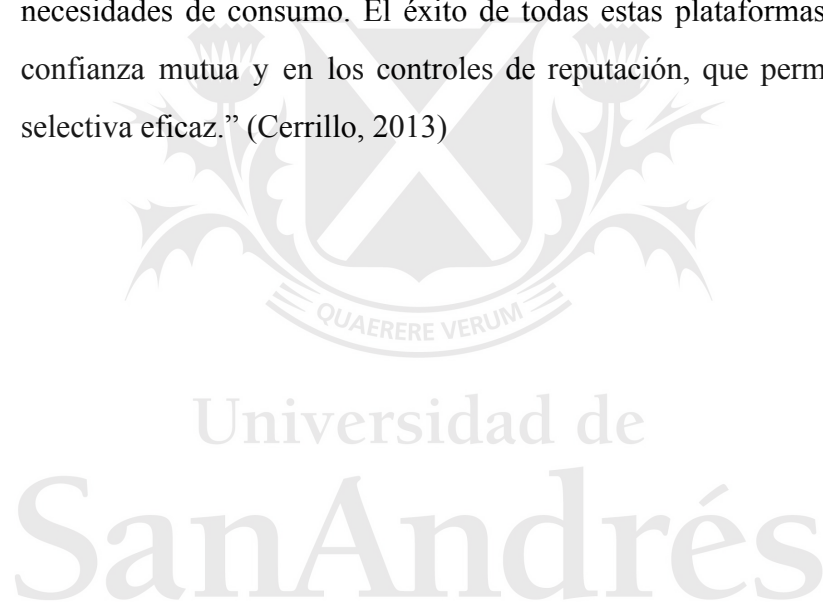 necesidades de consumo. El éxito de todas estas plataformas
confianza mutua y en los controles de reputación, que perm
selectiva eficaz.” (Cerrillo, 2013)
QUAERERE VERUM
Universidad de
SanAndrés